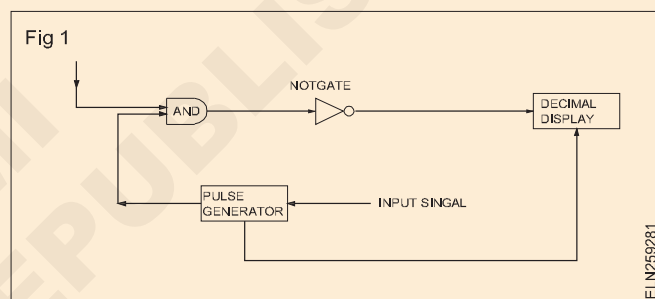 Fig 1
NOTGATE
AND
DECIMAL
DISPLAY
PULSE
GENERATOR
INPUT SINGAL
ELN259281